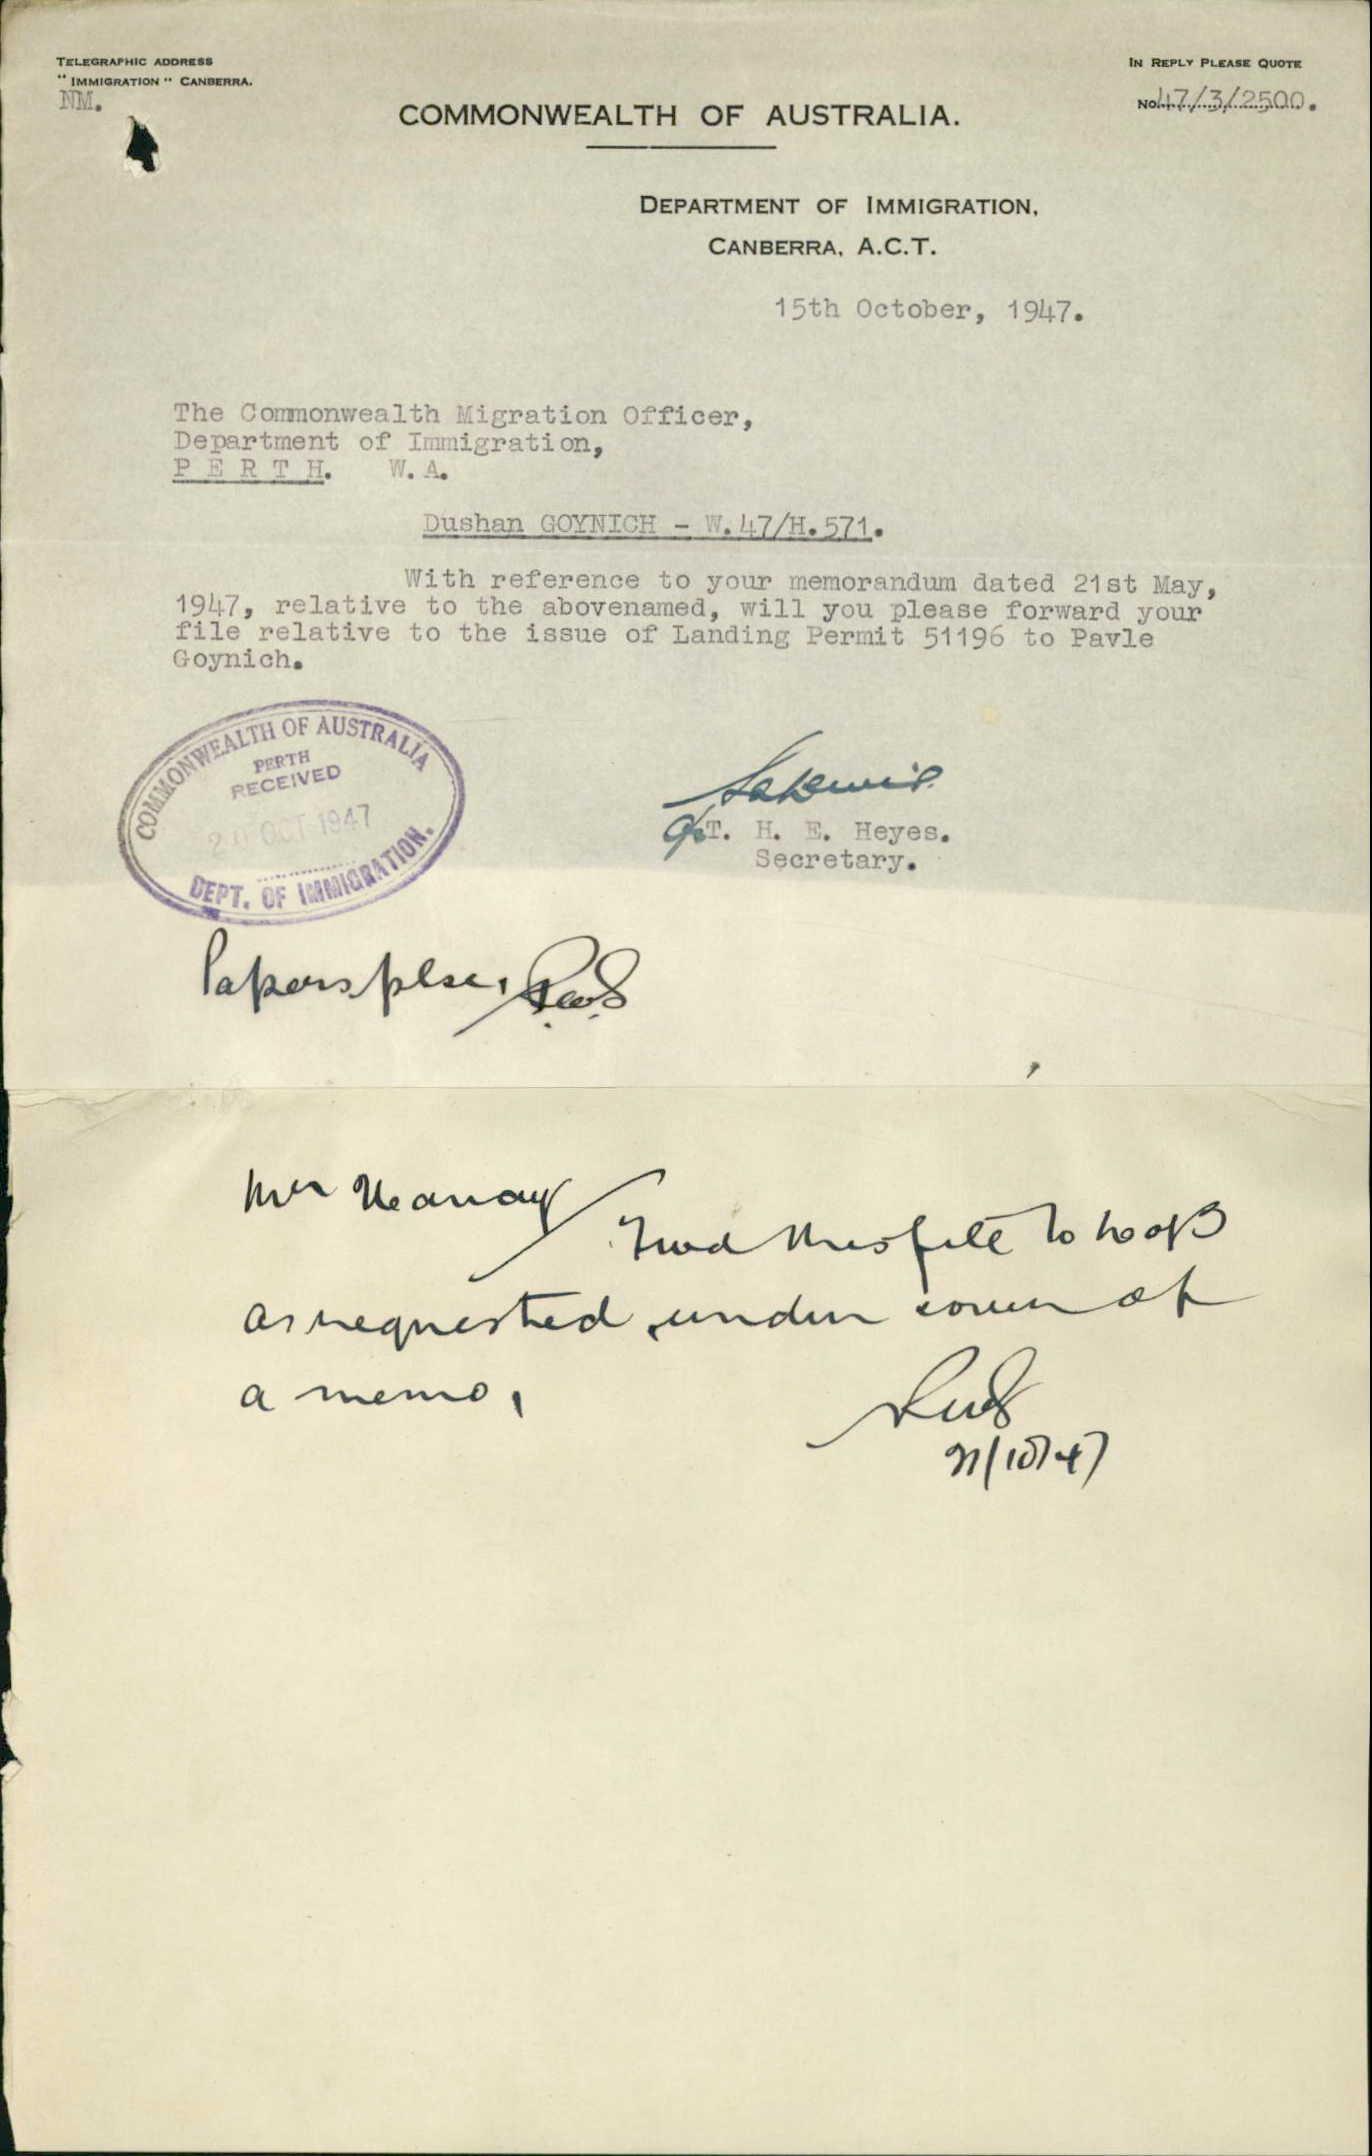 TELEGRAPHIC ADDRESS
"IMMIGRATION" CANBERRA.
NM.
IN REPLY PLEASE QUOTE
No. 47/3/2500.
COMMONWEALTH OF AUSTRALIA.
DEPARTMENT OF IMMIGRATION,
CANBERRA, A.C.T.
15th October, 1947.
The Commonwealth Migration Officer,
Department of Immigration,
P E R T H. W.A.
Dushan GOYNICH - W.47/H.571.
With reference to your memorandum dated 21st May,
1947, relative to the abovenamed, will you please forward your
file relative to the issue of Landing Permit 51196 to Pavle
Goynich.
COMMONWEALTH OF AUSTRALIA
PERTH
RECEIVED
20 OCT 1947
DEPT. OF IMMIGRATION.
T. H. E. Heyes.
Secretary.
Papers plse.
Fwd this file to
as requested, under cover of
a memo.
21/10/47